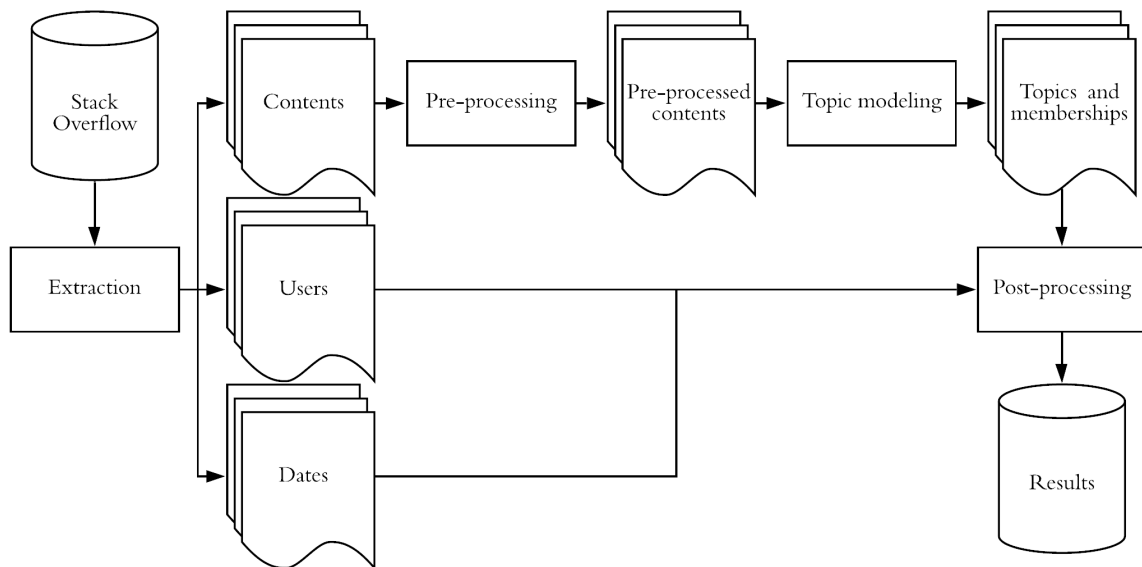 Stack
Overflow
Contents
Pre-processing
Pre-processed
contents
Topic modeling
Topics and
memberships
Extraction
Users
Post-processing
Dates
Results